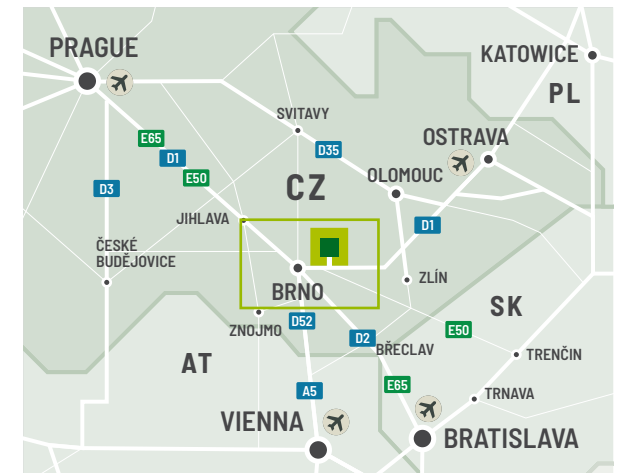 PRAGUE
KATOWICE
PL
SVITAVY
E65
D1
D35
OSTRAVA
E50
CZ
OLOMOUC
D3
JIHLAVA
D1
ČESKÉ
BUDĚJOVICE
ZLÍN
BRNO
SK
ZNOJMO
D52
D2
E50
BŘECLAV
AT
TRENČIN
A5
E65
TRNAVA
VIENNA
BRATISLAVA